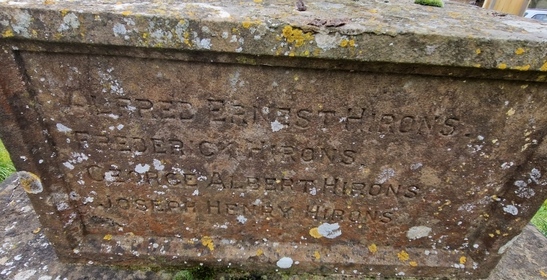 ALFRED ERNEST HIRONS.
FREDERICK HIRONS
GEORGE ALBERT HIRONS
JOSEPH HENRY HIRONS